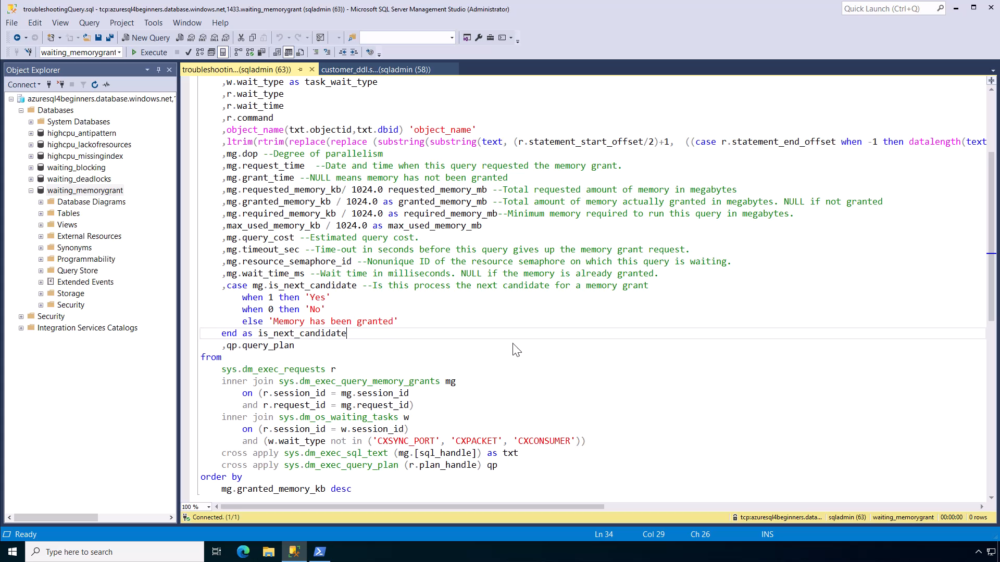 troubleshootingQuery.sql - tcp:azuresql4beginners.database.windows.net,1433.waiting_memorygrant (sqladmin (63)) - Microsoft SQL Server Management Studio (Administrator)
Quick Launch (Ctrl+Q)
File Edit View Query Project Tools Window Help
New Query
waiting_memorygrant Execute
Object Explorer
troubleshootin...(sqladmin (63)) customer_ddl.s...(sqladmin (58))
Connect
azuresql4beginners.database.windows.net,1
Databases
System Databases
highcpu_antipattern
highcpu_lackofresources
highcpu_missingindex
waiting_blocking
waiting_deadlocks
waiting_memorygrant
Database Diagrams
Tables
Views
External Resources
Synonyms
Programmability
Query Store
Extended Events
Storage
Security
Security
Integration Services Catalogs
,w.wait_type as task_wait_type
,r.wait_type
,r.wait_time
,r.command
,object_name(txt.objectid,txt.dbid) 'object_name'
,ltrim(rtrim(replace(replace (substring(substring(text, (r.statement_start_offset/2)+1, ((case r.statement_end_offset when -1 then datalength(text
,mg.dop --Degree of parallelism
,mg.request_time --Date and time when this query requested the memory grant.
,mg.grant_time --NULL means memory has not been granted
,mg.requested_memory_kb/ 1024.0 requested_memory_mb --Total requested amount of memory in megabytes
,mg.granted_memory_kb / 1024.0 as granted_memory_mb --Total amount of memory actually granted in megabytes. NULL if not granted
,mg.required_memory_kb / 1024.0 as required_memory_mb--Minimum memory required to run this query in megabytes.
,max_used_memory_kb / 1024.0 as max_used_memory_mb
,mg.query_cost --Estimated query cost.
,mg.timeout_sec --Time-out in seconds before this query gives up the memory grant request.
,mg.resource_semaphore_id --Nonunique ID of the resource semaphore on which this query is waiting.
,mg.wait_time_ms --Wait time in milliseconds. NULL if the memory is already granted.
,case mg.is_next_candidate --Is this process the next candidate for a memory grant
when 1 then 'Yes'
when 0 then 'No'
else 'Memory has been granted'
end as is_next_candidate
,qp.query_plan
from
sys.dm_exec_requests r
inner join sys.dm_exec_query_memory_grants mg
on (r.session_id = mg.session_id
and r.request_id = mg.request_id)
inner join sys.dm_os_waiting_tasks w
on (r.session_id = w.session_id)
and (w.wait_type not in ('CXSYNC_PORT', 'CXPACKET', 'CXCONSUMER'))
cross apply sys.dm_exec_sql_text (mg.[sql_handle]) as txt
cross apply sys.dm_exec_query_plan (r.plan_handle) qp
order by
mg.granted_memory_kb desc
100 %
Connected. (1/1) tcp:azuresql4beginners.data... sqladmin (63) waiting_memorygrant 00:00:00 0 rows
Ready Ln 34 Col 29 Ch 26 INS
Type here to search